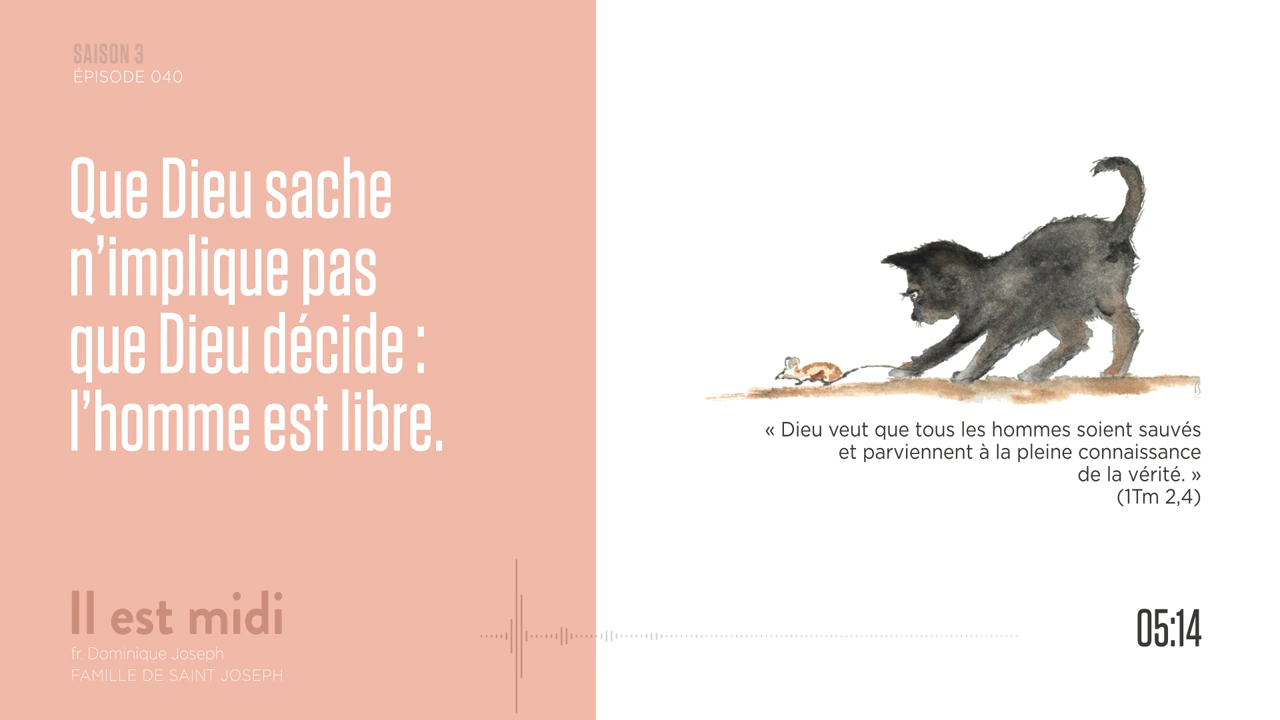 SAISON 3
ÉPISODE 040
Que Dieu sache
n’implique pas
que Dieu décide :
l’homme est libre.
« Dieu veut que tous les hommes soient sauvés
et parviennent à la pleine connaissance
de la vérité. »
(1Tm 2,4)
Il est midi
fr. Dominique Joseph
FAMILLE DE SAINT JOSEPH
05:14